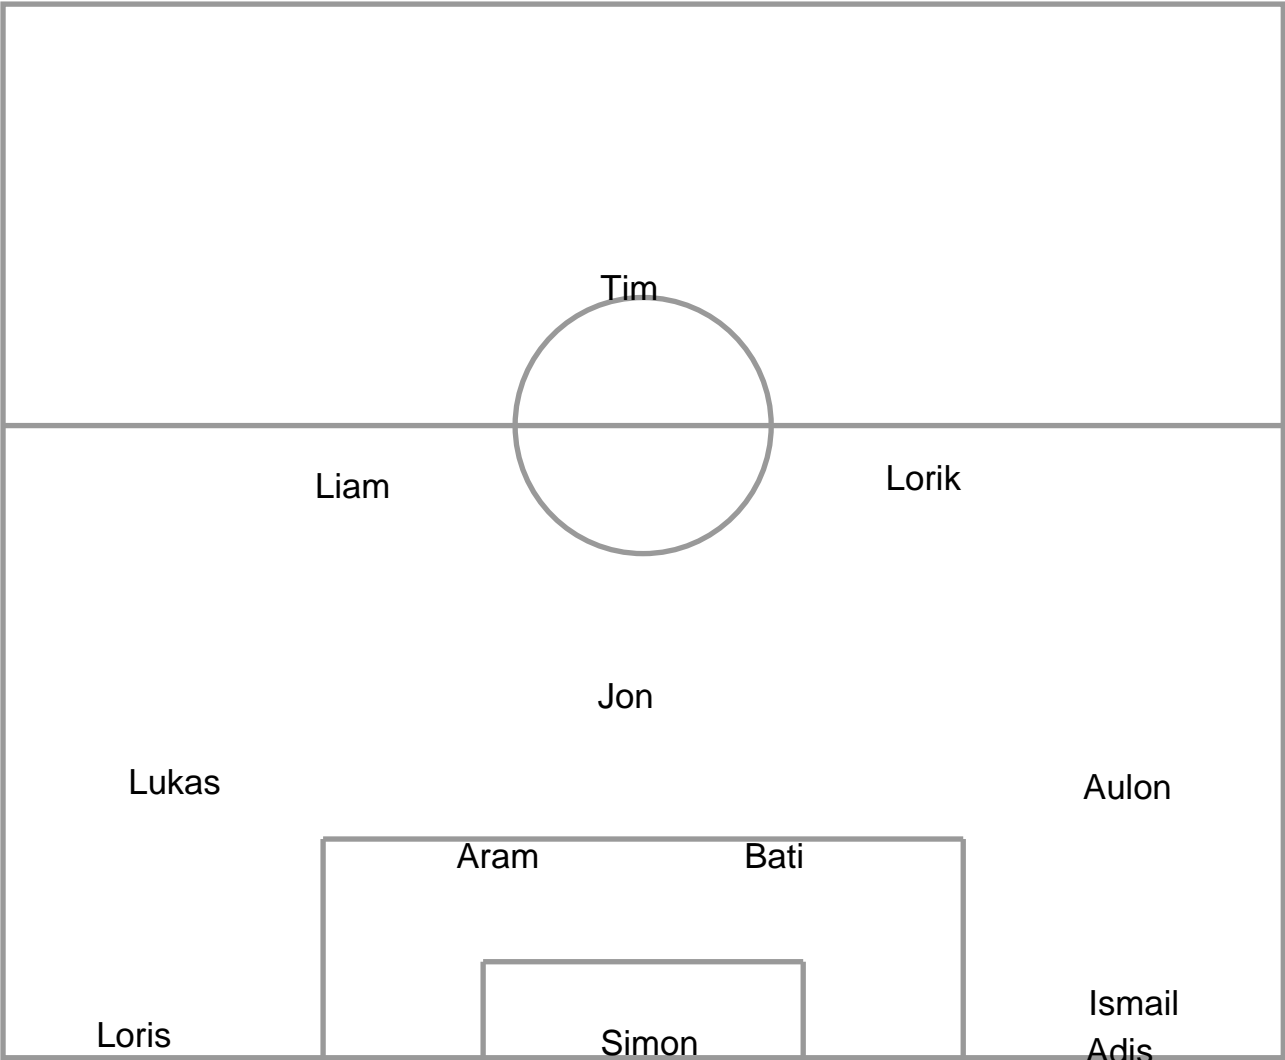 Tim
Liam
Lorik
Jon
Lukas
Aulon
Aram
Bati
Ismail
Loris
Simon
Adis